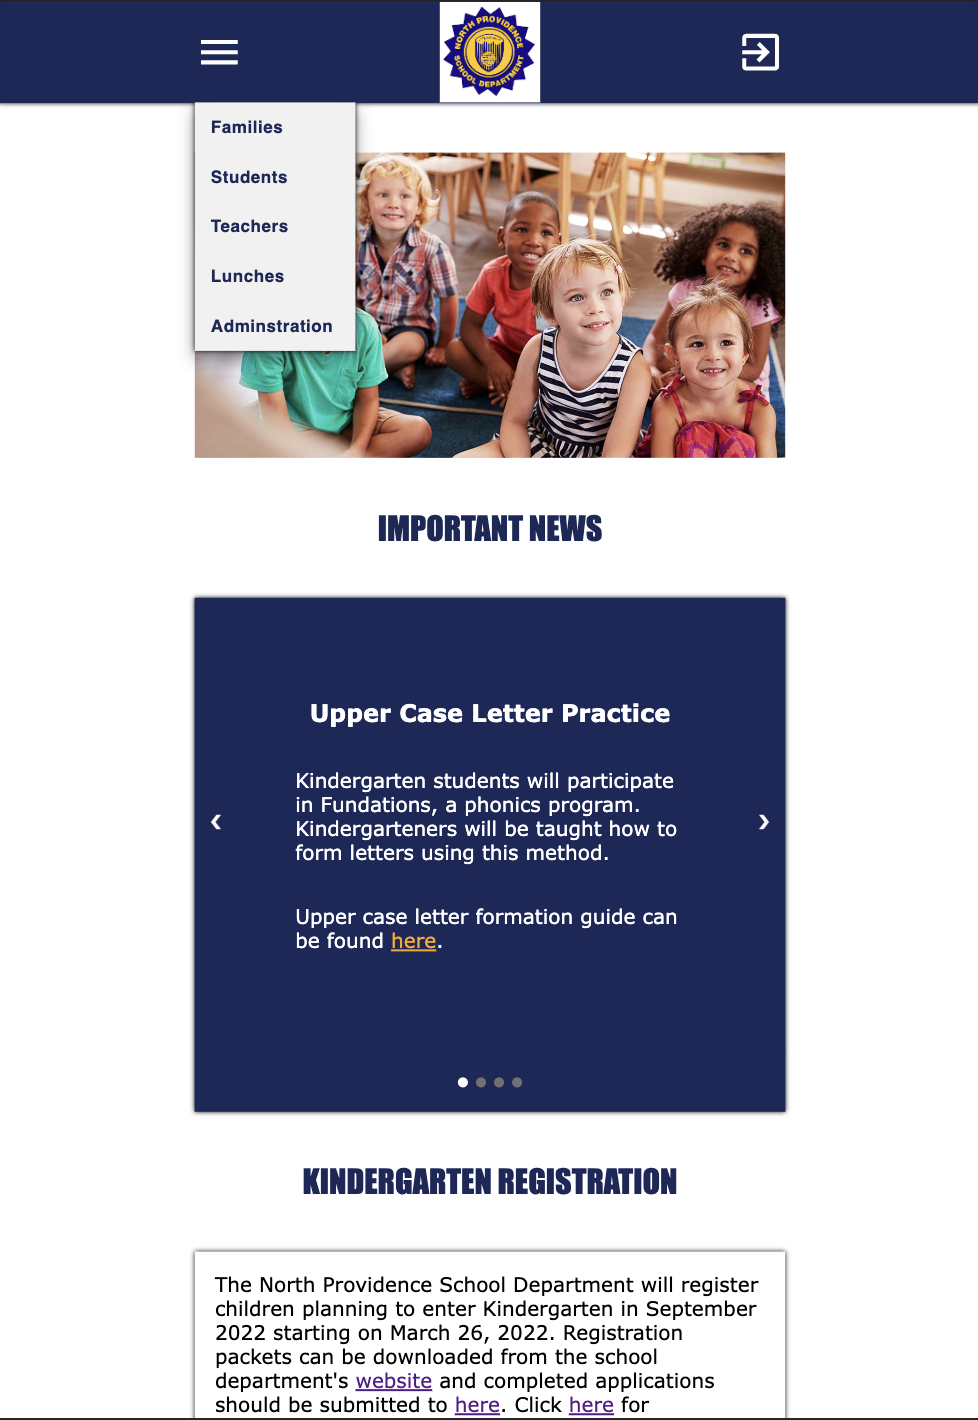 NORTH PROVIDENCE
SCHOOL DEPARTMENT
Families
Students
Teachers
Lunches
Adminstration
IMPORTANT NEWS
Upper Case Letter Practice
Kindergarten students will participate
in Fundations, a phonics program.
Kindergarteners will be taught how to
form letters using this method.
Upper case letter formation guide can
be found here.
KINDERGARTEN REGISTRATION
The North Providence School Department will register
children planning to enter Kindergarten in September
2022 starting on March 26, 2022. Registration
packets can be downloaded from the school
department's website and completed applications
should be submitted to here. Click here for